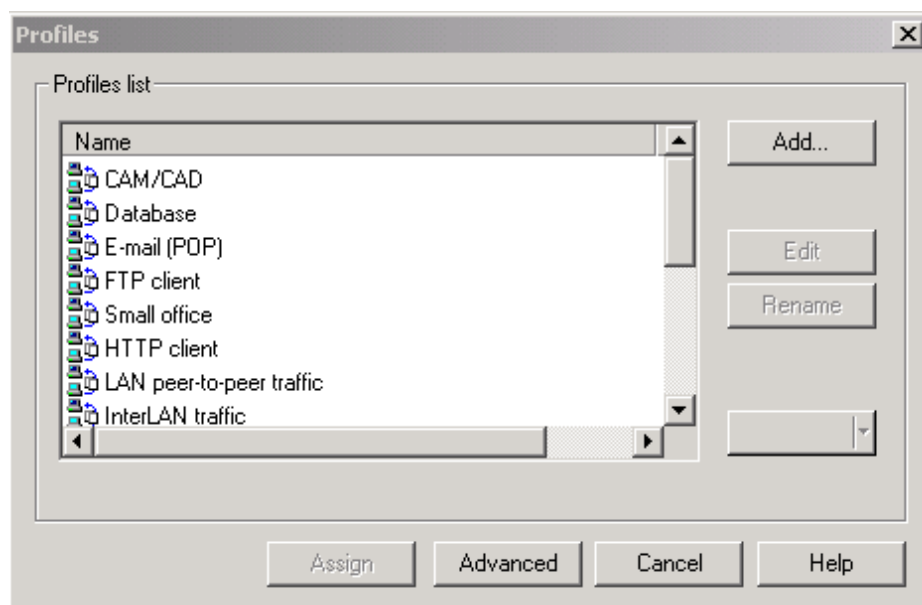 Profiles
Profiles list
Name
CAM/CAD
Database
E-mail (POP)
FTP client
Small office
HTTP client
LAN peer-to-peer traffic
InterLAN traffic
Add...
Edit
Rename
Assign
Advanced
Cancel
Help